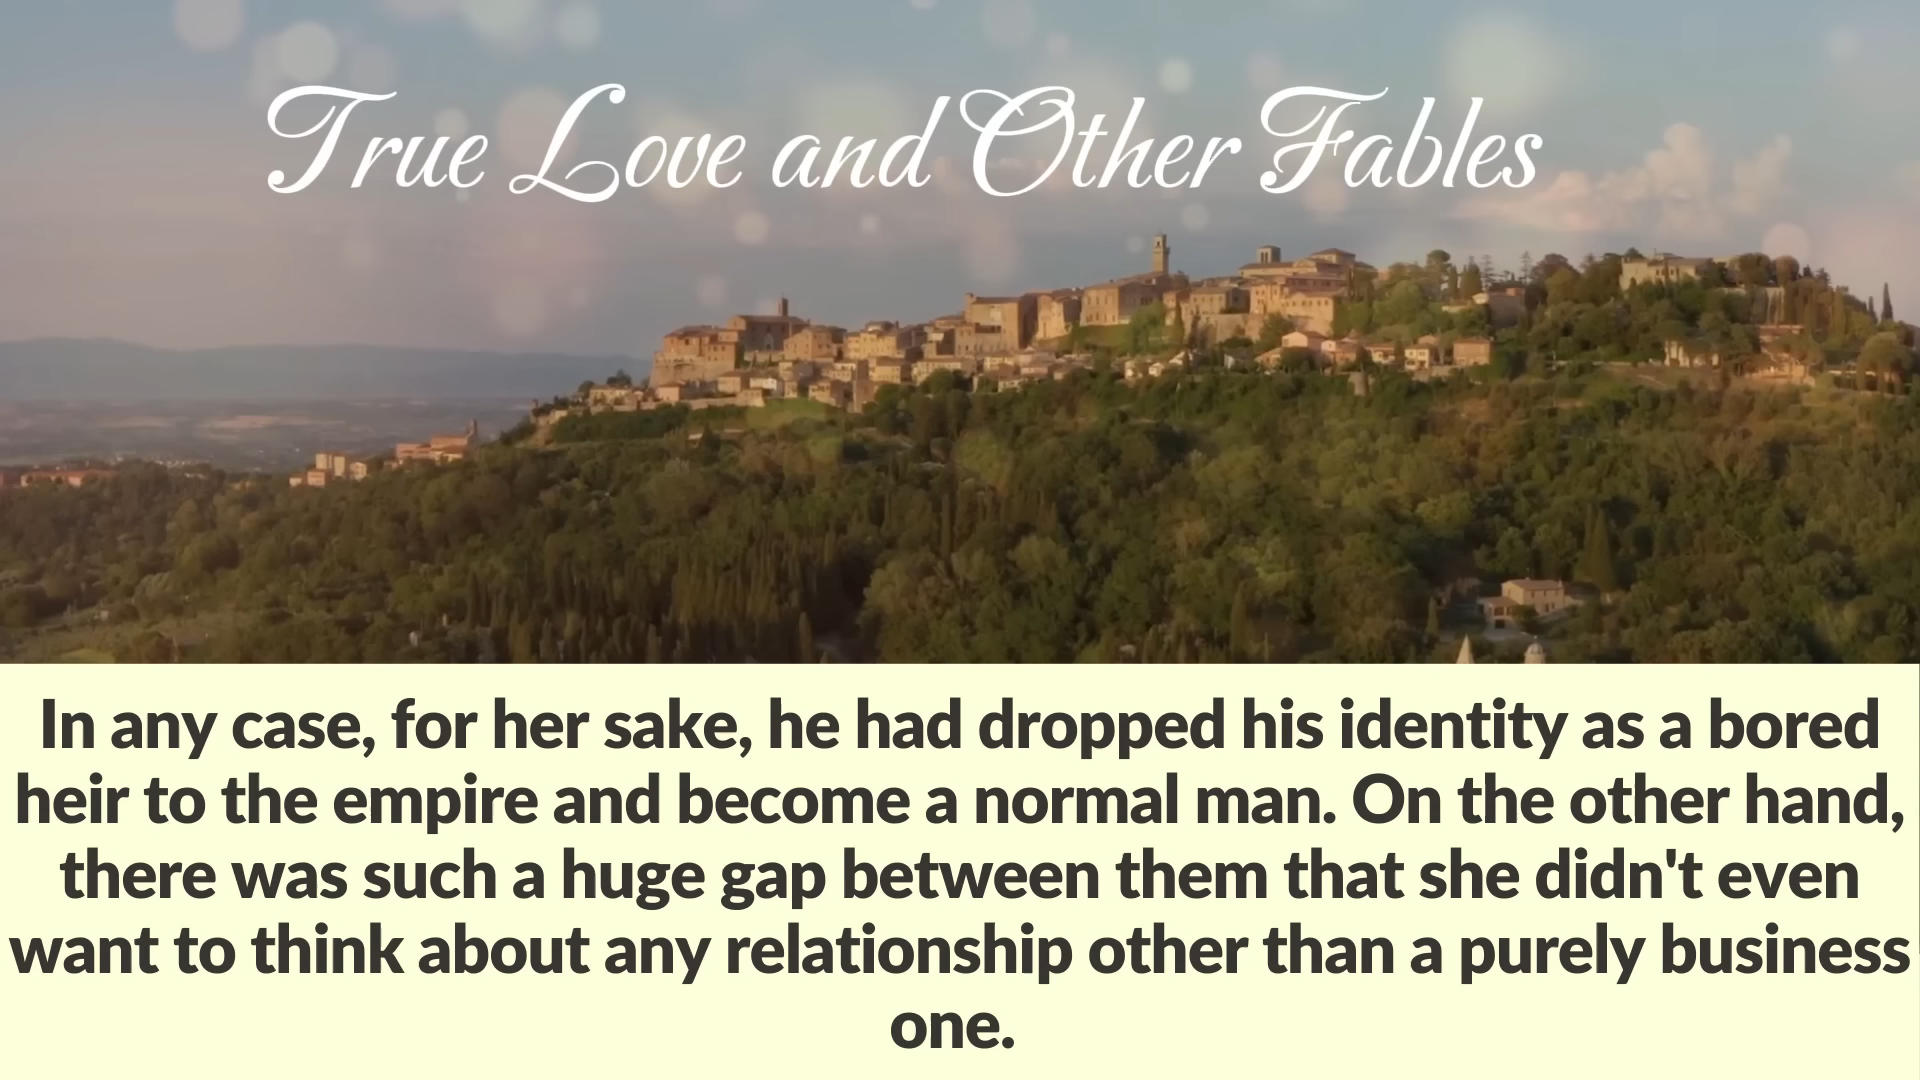 True Love and Other Fables
In any case, for her sake, he had dropped his identity as a bored
heir to the empire and become a normal man. On the other hand,
there was such a huge gap between them that she didn't even
want to think about any relationship other than a purely business
one.